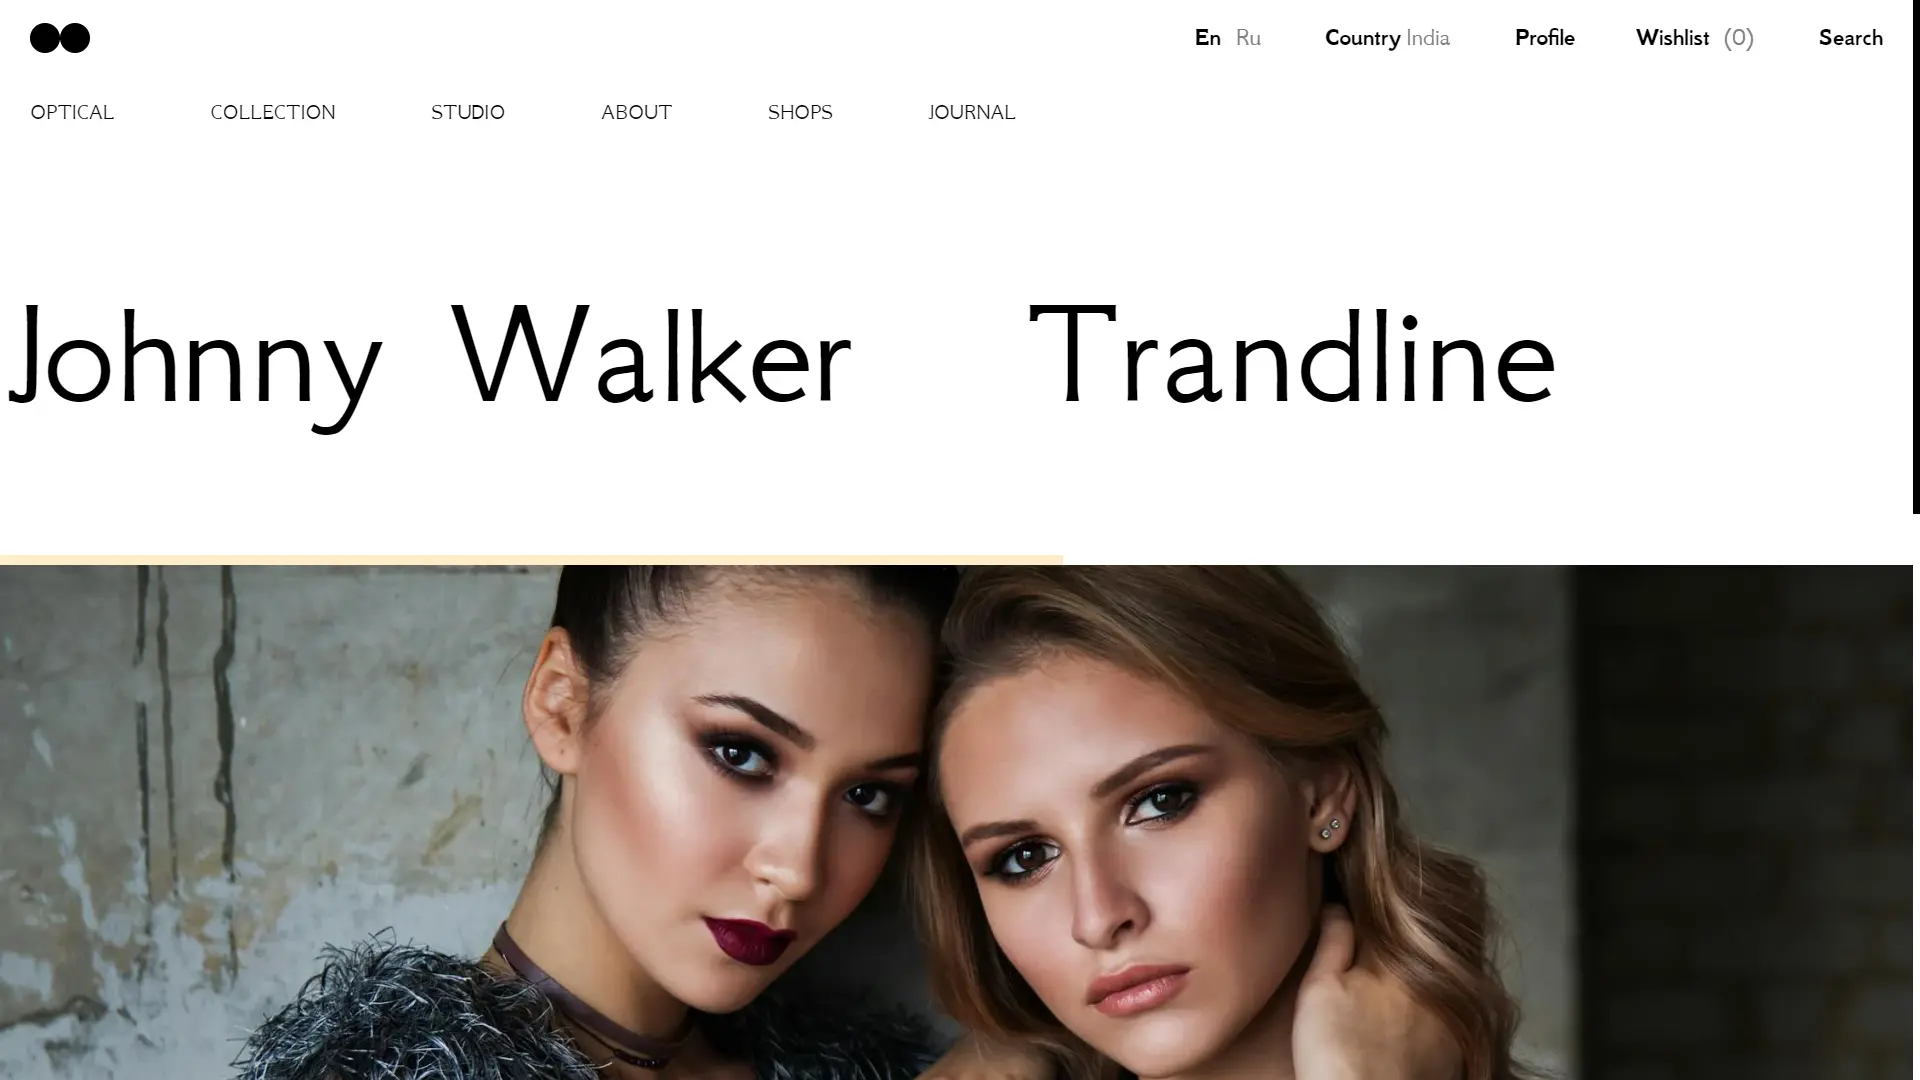 En Ru Country India Profile Wishlist (0) Search
OPTICAL COLLECTION STUDIO ABOUT SHOPS JOURNAL
Johnny Walker Trandline